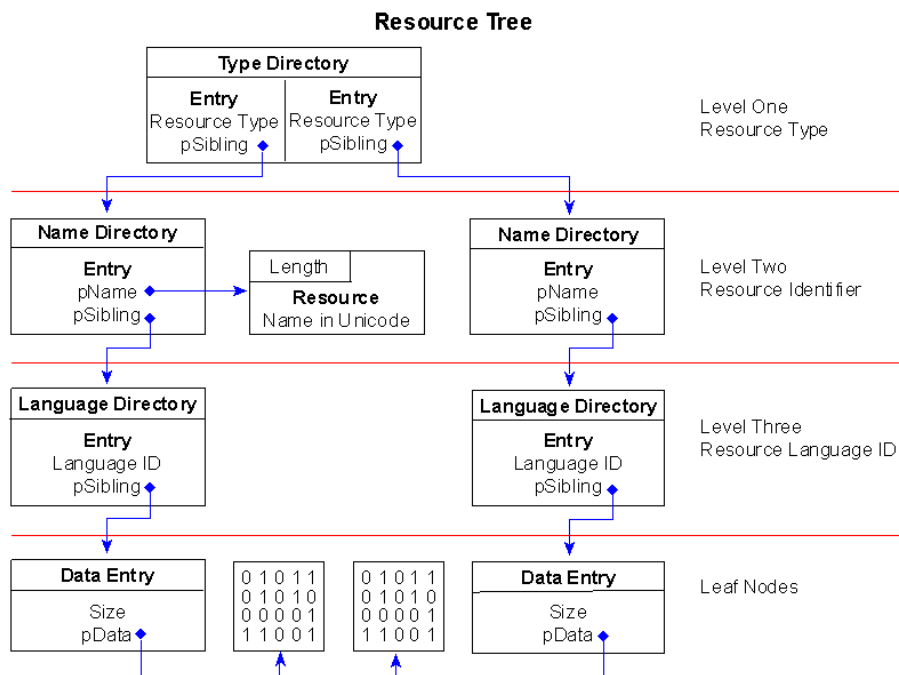 Resource Tree
Type Directory
Entry
Resource Type
pSibling
Entry
Resource Type
pSibling
Level One
Resource Type
Name Directory
Entry
pName
pSibling
Length
Resource
Name in Unicode
Name Directory
Entry
pName
pSibling
Level Two
Resource Identifier
Language Directory
Entry
Language ID
pSibling
Language Directory
Entry
Language ID
pSibling
Level Three
Resource Language ID
Data Entry
Size
pData
0 1 0 1 1
0 1 0 1 0
0 0 0 0 1
1 1 0 0 1
0 1 0 1 1
0 1 0 1 0
0 0 0 0 1
1 1 0 0 1
Data Entry
Size
pData
Leaf Nodes